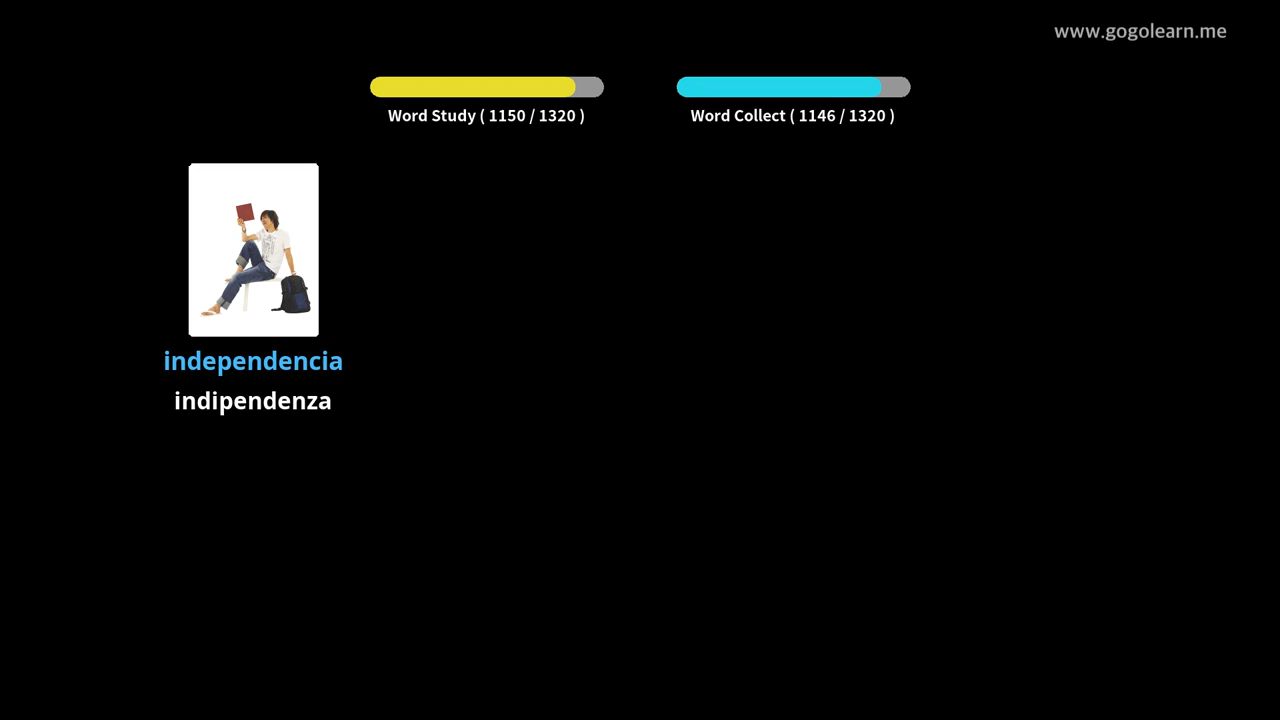 www.gogolearn.me
Word Study ( 1150 / 1320 )
Word Collect ( 1146 / 1320 )
independencia
indipendenza